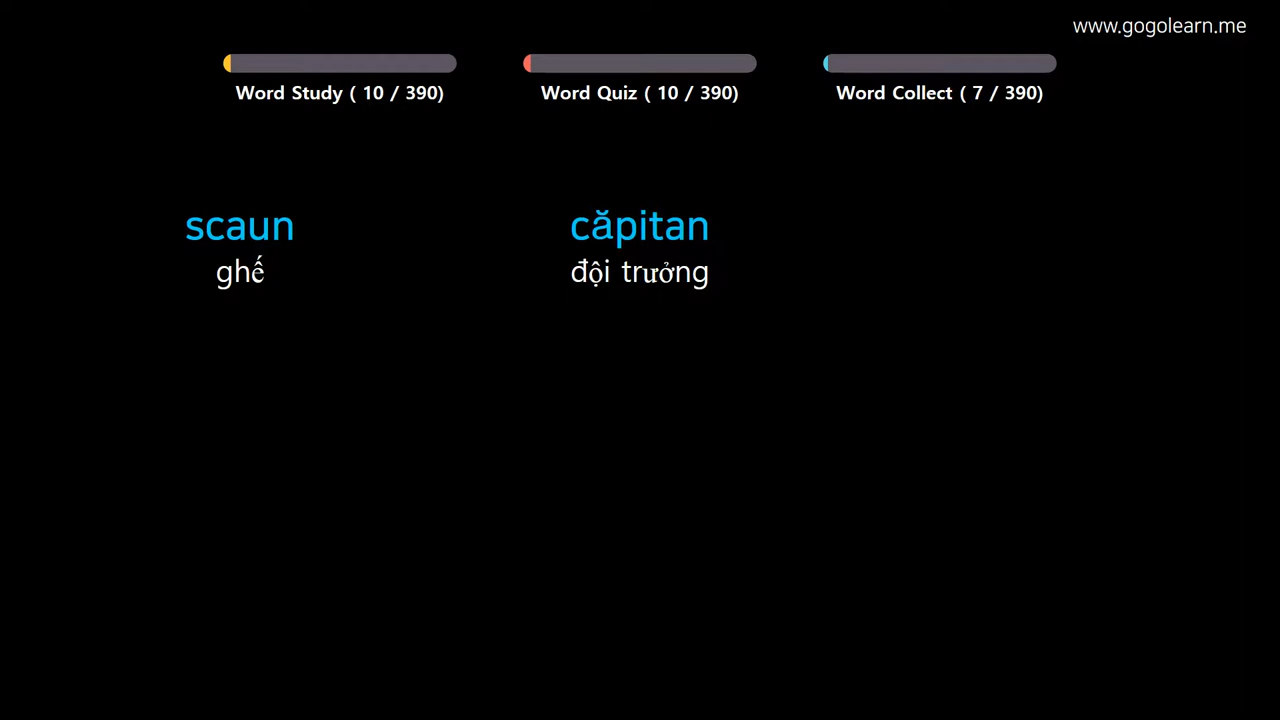 www.gogolearn.me
Word Study ( 10 / 390)
Word Quiz ( 10 / 390)
Word Collect ( 7 / 390)
scaun
ghế
căpitan
đội trưởng